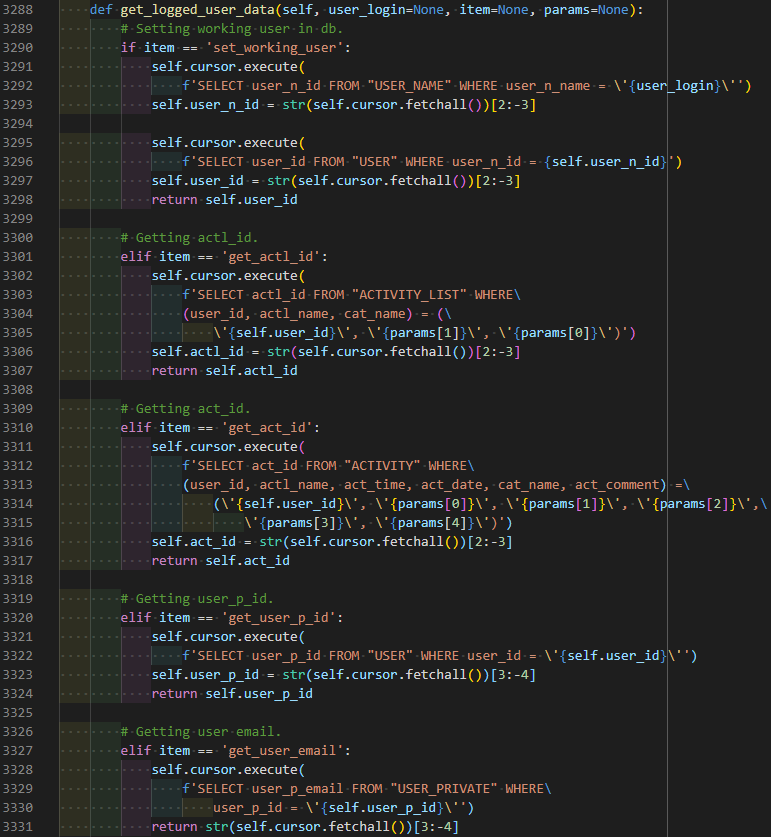 3288 def get_logged_user_data(self, user_login=None, item=None, params=None):
3289 # Setting working user in db.
3290 if item == 'set_working_user':
3291 self.cursor.execute(
3292 f'SELECT user_n_id FROM "USER_NAME" WHERE user_n_name = \'{user_login}\'')
3293 self.user_n_id = str(self.cursor.fetchall())[2:-3]
3294
3295 self.cursor.execute(
3296 f'SELECT user_id FROM "USER" WHERE user_n_id = {self.user_n_id}')
3297 self.user_id = str(self.cursor.fetchall())[2:-3]
3298 return self.user_id
3299
3300 # Getting actl_id.
3301 elif item == 'get_actl_id':
3302 self.cursor.execute(
3303 f'SELECT actl_id FROM "ACTIVITY_LIST" WHERE\
3304 (user_id, actl_name, cat_name) = (\
3305 \'{self.user_id}\', \'{params[1]}\', \'{params[0]}\')')
3306 self.actl_id = str(self.cursor.fetchall())[2:-3]
3307 return self.actl_id
3308
3309 # Getting act_id.
3310 elif item == 'get_act_id':
3311 self.cursor.execute(
3312 f'SELECT act_id FROM "ACTIVITY" WHERE\
3313 (user_id, actl_name, act_time, act_date, cat_name, act_comment) =\
3314 (\'{self.user_id}\', \'{params[0]}\', \'{params[1]}\', \'{params[2]}\',\
3315 \'{params[3]}\', \'{params[4]}\')')
3316 self.act_id = str(self.cursor.fetchall())[2:-3]
3317 return self.act_id
3318
3319 # Getting user_p_id.
3320 elif item == 'get_user_p_id':
3321 self.cursor.execute(
3322 f'SELECT user_p_id FROM "USER" WHERE user_id = \'{self.user_id}\'')
3323 self.user_p_id = str(self.cursor.fetchall())[3:-4]
3324 return self.user_p_id
3325
3326 # Getting user email.
3327 elif item == 'get_user_email':
3328 self.cursor.execute(
3329 f'SELECT user_p_email FROM "USER_PRIVATE" WHERE\
3330 user_p_id = \'{self.user_p_id}\'')
3331 return str(self.cursor.fetchall())[3:-4]